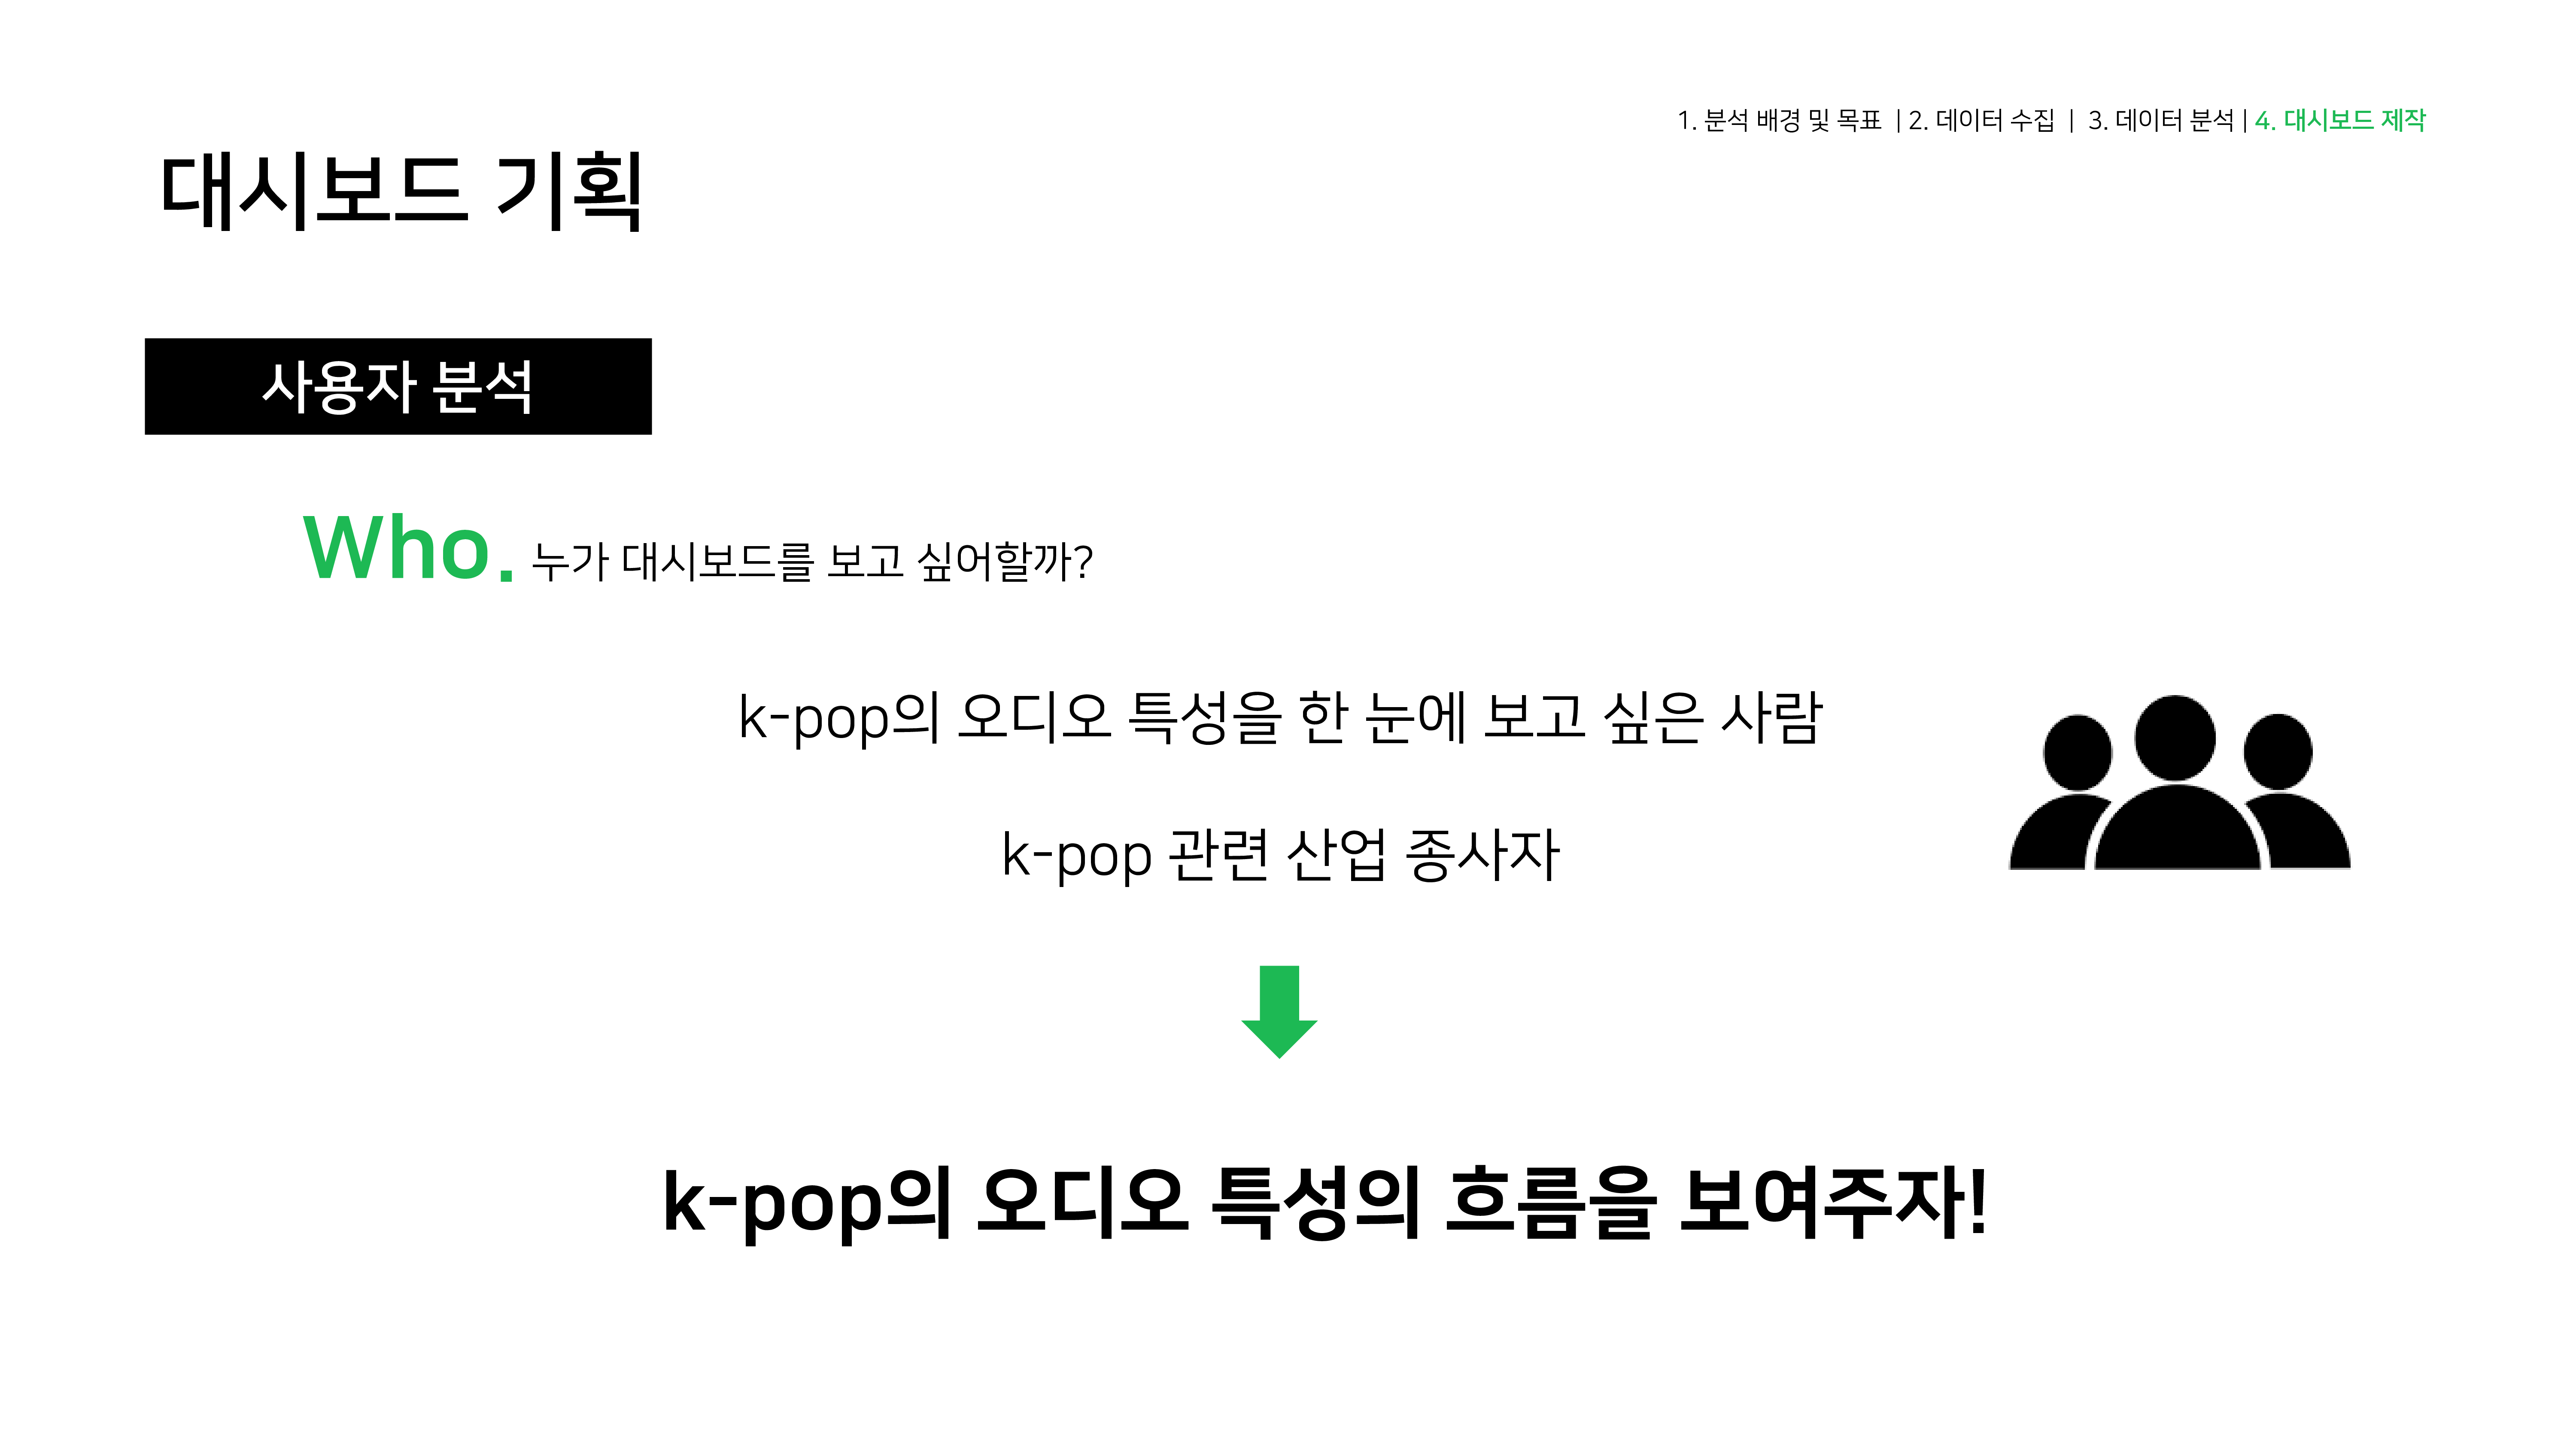 1. 분석 배경 및 목표 | 2. 데이터 수집 | 3. 데이터 분석 | 4. 대시보드 제작
대시보드 기획
사용자 분석
Who. 누가 대시보드를 보고 싶어할까?
k-pop의 오디오 특성을 한 눈에 보고 싶은 사람
k-pop 관련 산업 종사자
k-pop의 오디오 특성의 흐름을 보여주자!